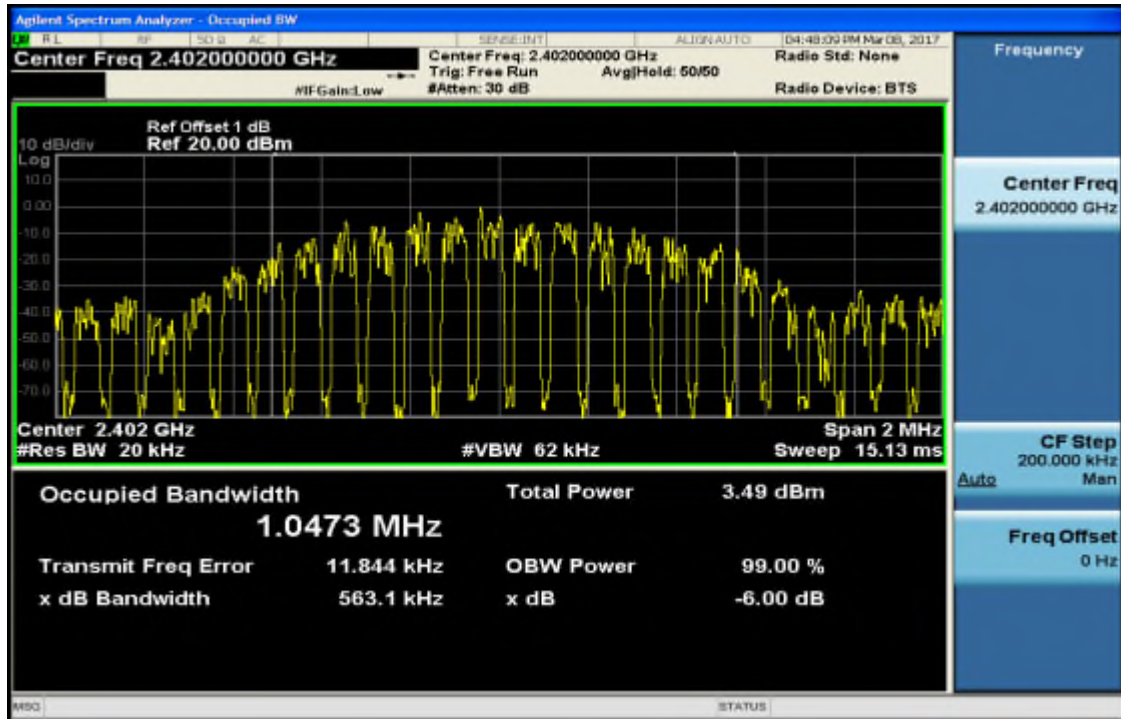 Agilent Spectrum Analyzer - Occupied BW
RL RF 50 Ω AC SENSE:INT ALIGN AUTO 04:48:09 PM Mar 08, 2017
Center Freq 2.402000000 GHz
Center Freq: 2.402000000 GHz
Radio Std: None
Trig: Free Run Avg|Hold: 50/50
#IFGain:Low #Atten: 30 dB
Radio Device: BTS
Ref Offset 1 dB
10 dB/div Ref 20.00 dBm
Log
10.0
0.00
-10.0
-20.0
-30.0
-40.0
-50.0
-60.0
-70.0
Center 2.402 GHz Span 2 MHz
#Res BW 20 kHz #VBW 62 kHz Sweep 15.13 ms
Occupied Bandwidth Total Power 3.49 dBm
1.0473 MHz
Transmit Freq Error 11.844 kHz OBW Power 99.00 %
x dB Bandwidth 563.1 kHz x dB -6.00 dB
MSG STATUS
Frequency
Center Freq
2.402000000 GHz
CF Step
200.000 kHz
Auto Man
Freq Offset
0 Hz